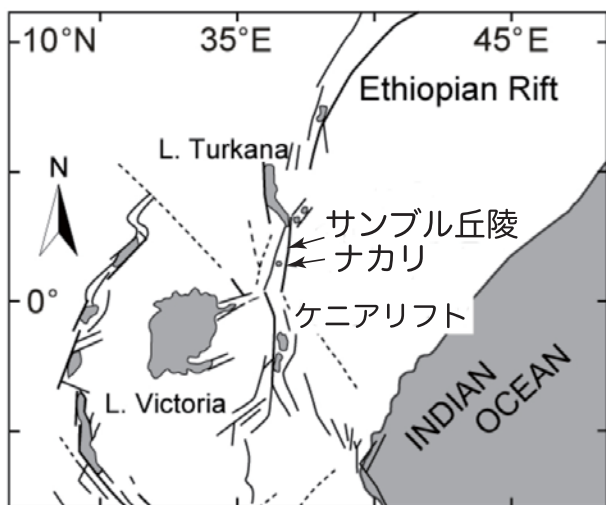 10°N
35°E
45°E
Ethiopian Rift
L. Turkana
N
サンブル丘陵
ナカリ
0°
ケニアリフト
L. Victoria
INDIAN
OCEAN